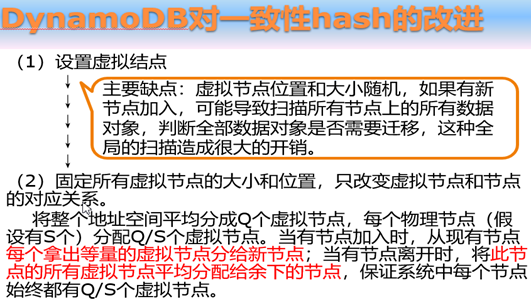 DynamoDB对一致性hash的改进
（1）设置虚拟结点
主要缺点：虚拟节点位置和大小随机，如果有新
节点加入，可能导致扫描所有节点上的所有数据
对象，判断全部数据对象是否需要迁移，这种全
局的扫描造成很大的开销。
（2）固定所有虚拟节点的大小和位置，只改变虚拟节点和节点
的对应关系。
将整个地址空间平均分成Q个虚拟节点，每个物理节点（假
设有S个）分配Q/S个虚拟节点。当有节点加入时，从现有节点
每个拿出等量的虚拟节点分给新节点；当有节点离开时，将此节
点的所有虚拟节点平均分配给余下的节点，保证系统中每个节点
始终都有Q/S个虚拟节点。